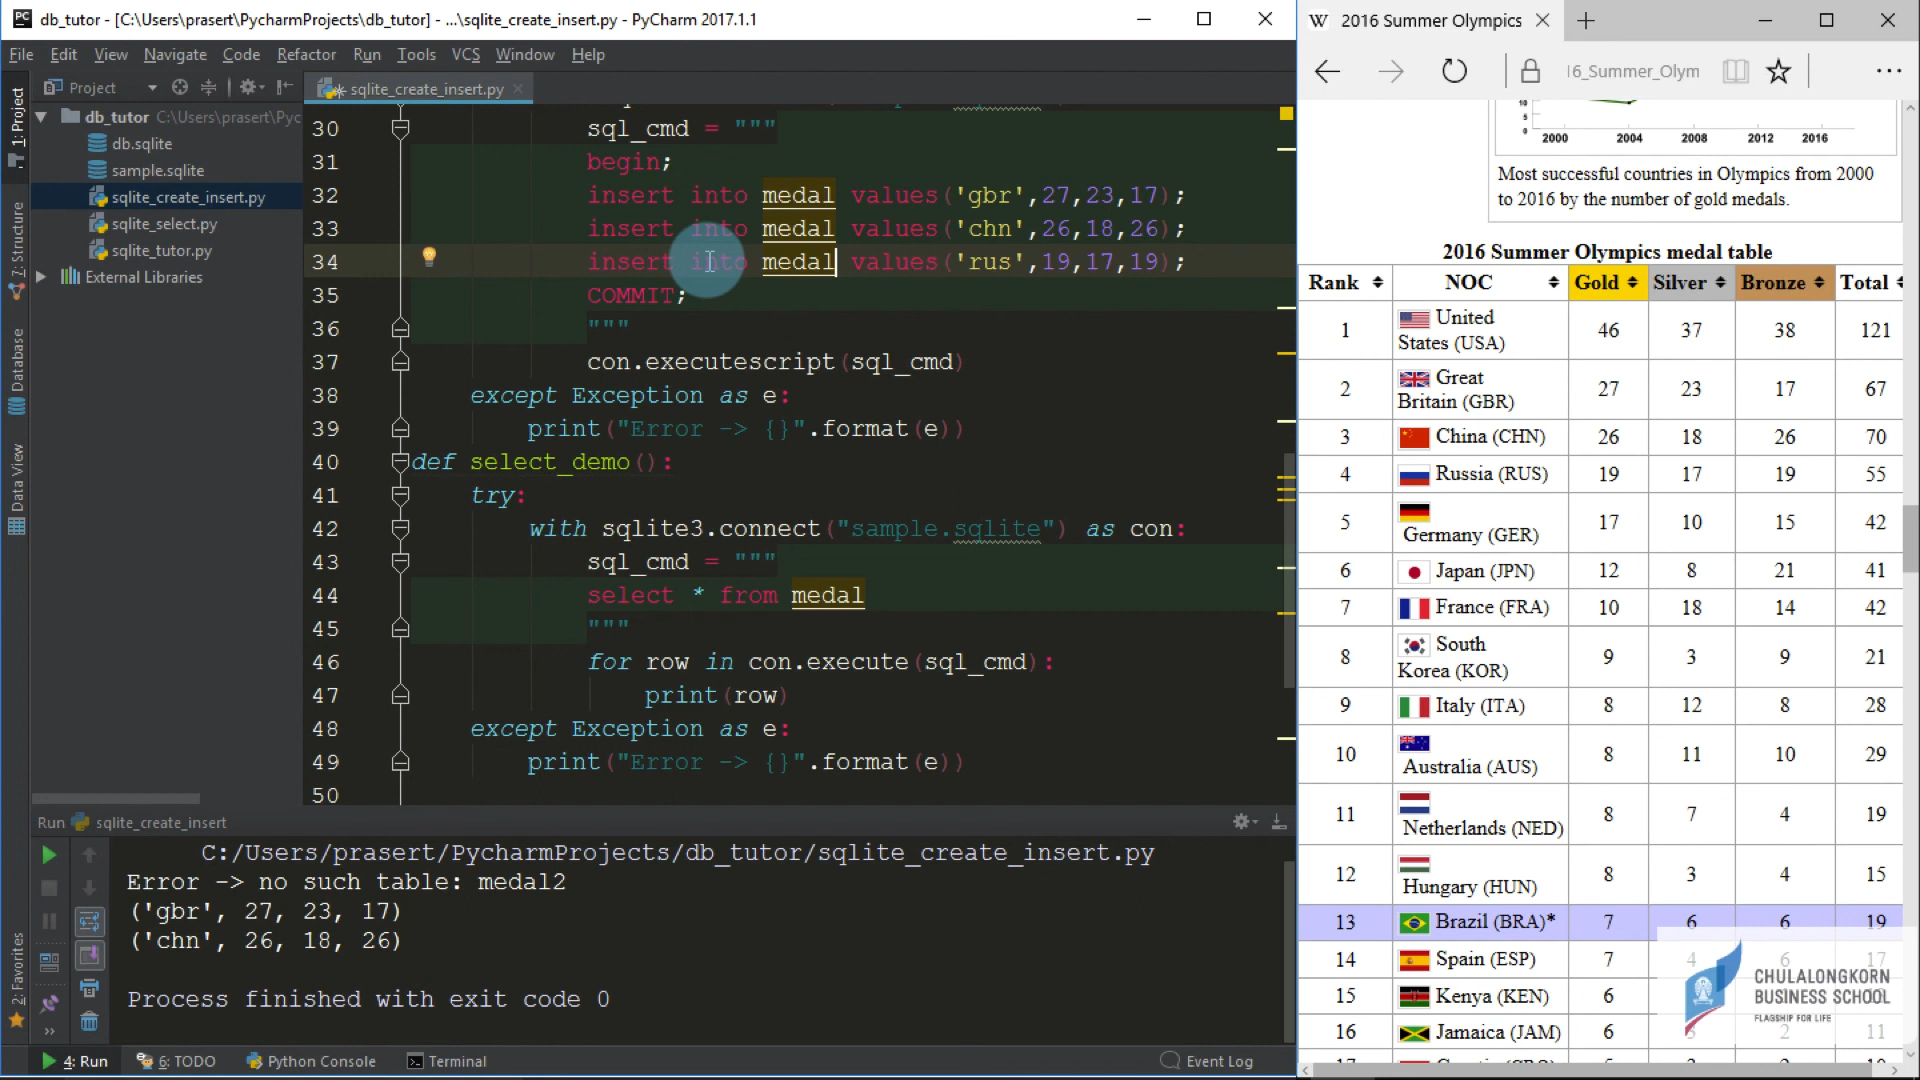 db_tutor - [C:\Users\prasert\PycharmProjects\db_tutor] - ...\sqlite_create_insert.py - PyCharm 2017.1.1
File Edit View Navigate Code Refactor Run Tools VCS Window Help
Project
sqlite_create_insert.py
1: Project
7: Structure
Database
Data View
2: Favorites
db_tutor C:\Users\prasert\Pyc
db.sqlite
sample.sqlite
sqlite_create_insert.py
sqlite_select.py
sqlite_tutor.py
External Libraries
30 sql_cmd = """
31 begin;
32 insert into medal values('gbr',27,23,17);
33 insert into medal values('chn',26,18,26);
34 insert into medal values('rus',19,17,19);
35 COMMIT;
36 """
37 con.executescript(sql_cmd)
38 except Exception as e:
39 print("Error -> {}".format(e))
40 def select_demo():
41 try:
42 with sqlite3.connect("sample.sqlite") as con:
43 sql_cmd = """
44 select * from medal
45 """
46 for row in con.execute(sql_cmd):
47 print(row)
48 except Exception as e:
49 print("Error -> {}".format(e))
50
Run sqlite_create_insert
C:/Users/prasert/PycharmProjects/db_tutor/sqlite_create_insert.py
Error -> no such table: medal2
('gbr', 27, 23, 17)
('chn', 26, 18, 26)
Process finished with exit code 0
4: Run 6: TODO Python Console Terminal Event Log
W 2016 Summer Olympics
16_Summer_Olym
10
5
0
2000 2004 2008 2012 2016
Most successful countries in Olympics from 2000
to 2016 by the number of gold medals.
2016 Summer Olympics medal table
Rank NOC Gold Silver Bronze Total
1 United States (USA) 46 37 38 121
2 Great Britain (GBR) 27 23 17 67
3 China (CHN) 26 18 26 70
4 Russia (RUS) 19 17 19 55
5 Germany (GER) 17 10 15 42
6 Japan (JPN) 12 8 21 41
7 France (FRA) 10 18 14 42
8 South Korea (KOR) 9 3 9 21
9 Italy (ITA) 8 12 8 28
10 Australia (AUS) 8 11 10 29
11 Netherlands (NED) 8 7 4 19
12 Hungary (HUN) 8 3 4 15
13 Brazil (BRA)* 7 6 6 19
14 Spain (ESP) 7 4 6 17
15 Kenya (KEN) 6
16 Jamaica (JAM) 6 3 2 11
CHULALONGKORN
BUSINESS SCHOOL
FLAGSHIP FOR LIFE